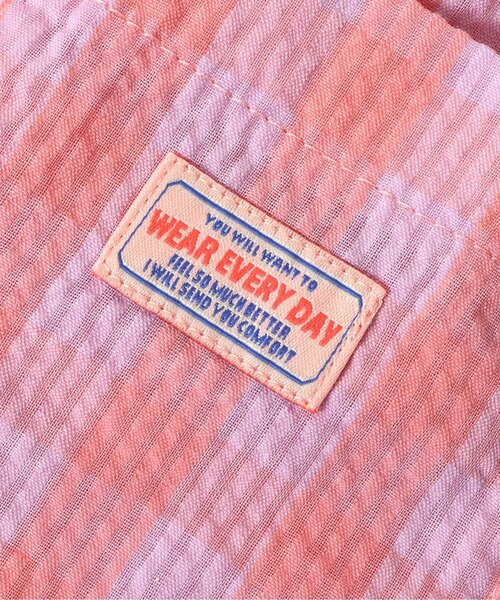 YOU WILL WANT TO
WEAR EVERY DAY
FEEL SO MUCH BETTER
I WILL SEND YOU COMFORT